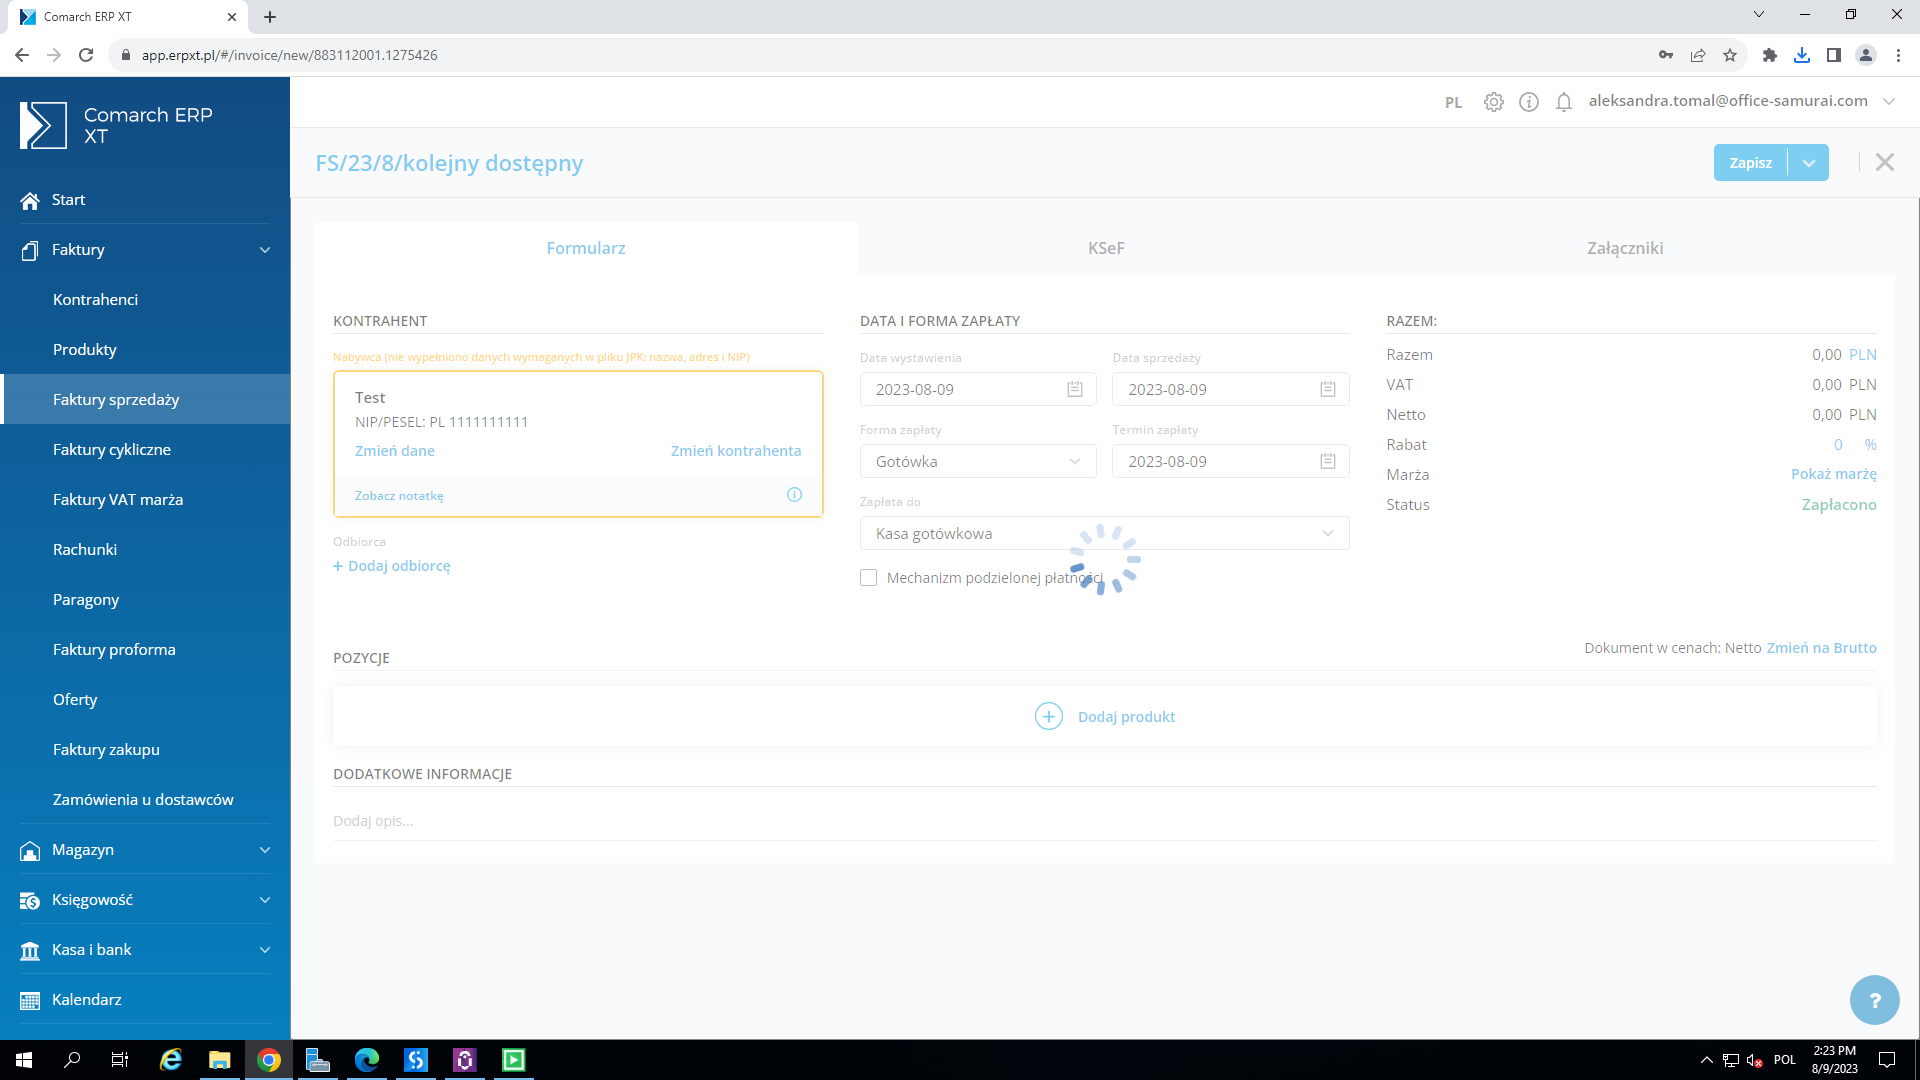 Comarch ERP XT
app.erpxt.pl/#/invoice/new/883112001.1275426
Comarch ERP
XT
PL
aleksandra.tomal@office-samurai.com
FS/23/8/kolejny dostępny
Zapisz
Start
Faktury
Kontrahenci
Produkty
Faktury sprzedaży
Faktury cykliczne
Faktury VAT marża
Rachunki
Paragony
Faktury proforma
Oferty
Faktury zakupu
Zamówienia u dostawców
Magazyn
Księgowość
Kasa i bank
Kalendarz
Formularz
KSeF
Załączniki
KONTRAHENT
Nabywca (nie wypełniono danych wymaganych w pliku JPK: nazwa, adres i NIP)
Test
NIP/PESEL: PL 1111111111
Zmień dane
Zmień kontrahenta
Zobacz notatkę
Odbiorca
+ Dodaj odbiorcę
DATA I FORMA ZAPŁATY
Data wystawienia
Data sprzedaży
2023-08-09
2023-08-09
Forma zapłaty
Termin zapłaty
Gotówka
2023-08-09
Zapłata do
Kasa gotówkowa
Mechanizm podzielonej płatności
RAZEM:
Razem 0,00 PLN
VAT 0,00 PLN
Netto 0,00 PLN
Rabat 0 %
Marża Pokaż marżę
Status Zapłacono
Dokument w cenach: Netto Zmień na Brutto
POZYCJE
Dodaj produkt
DODATKOWE INFORMACJE
Dodaj opis...
?
POL
2:23 PM
8/9/2023